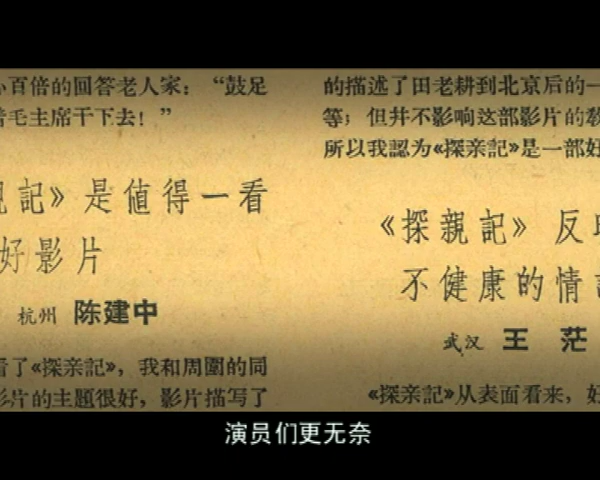 百倍的回答老人家：“鼓足
毛主席干下去！”
記》是值得一看
好影片
杭州 陈建中
看了《探亲記》，我和周圍的同
影片的主題很好，影片描写了
的描述了田老耕到北京后的一
等；但并不影响这部影片的教
所以我認为《探亲記》是一部好
《探親記》反
不健康的情
武汉 王茫
《探亲記》从表面看来，好
演员们更无奈